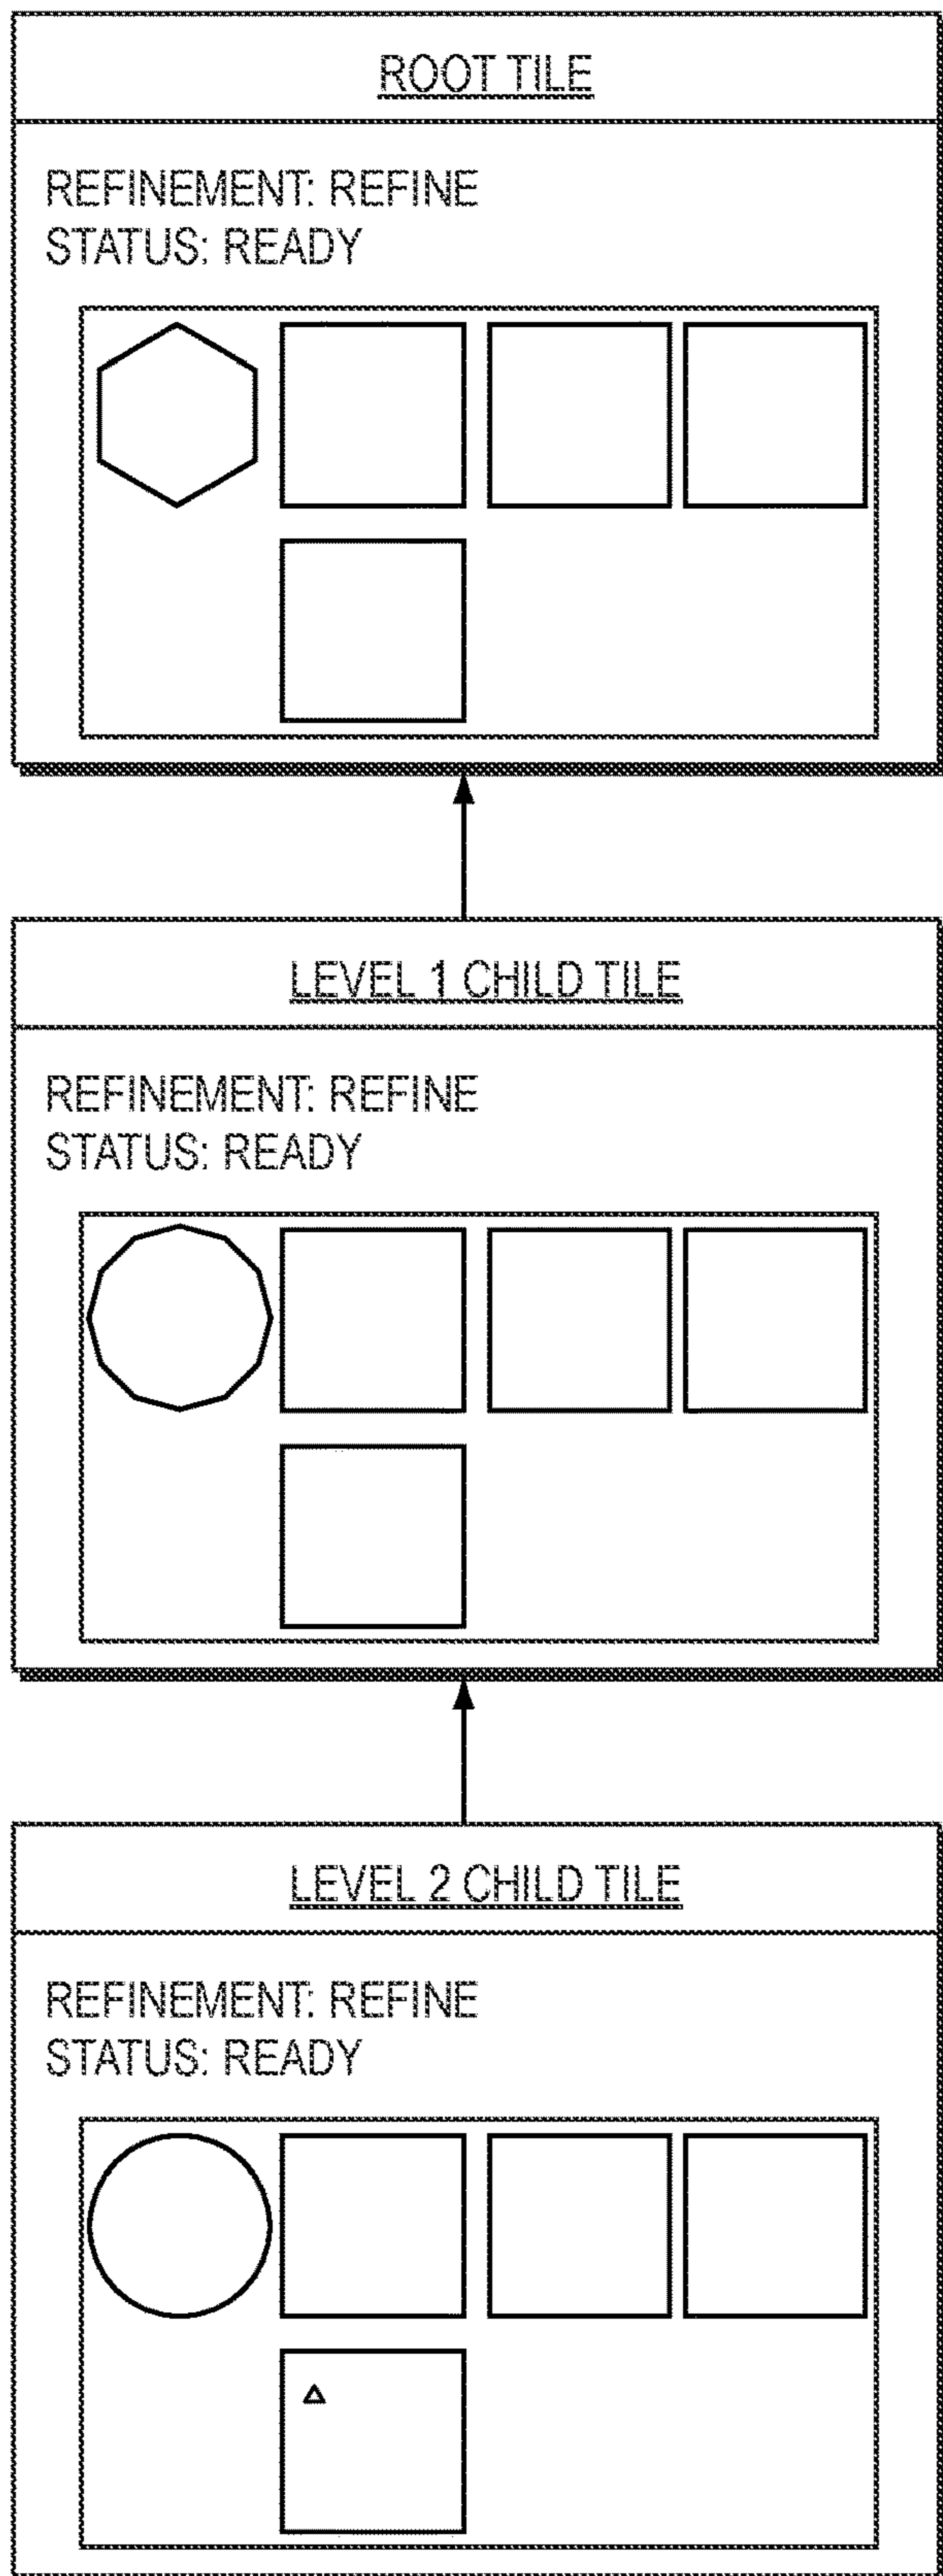 ROOT TILE
REFINEMENT: REFINE
STATUS: READY
LEVEL 1 CHILD TILE
REFINEMENT: REFINE
STATUS: READY
LEVEL 2 CHILD TILE
REFINEMENT: REFINE
STATUS: READY